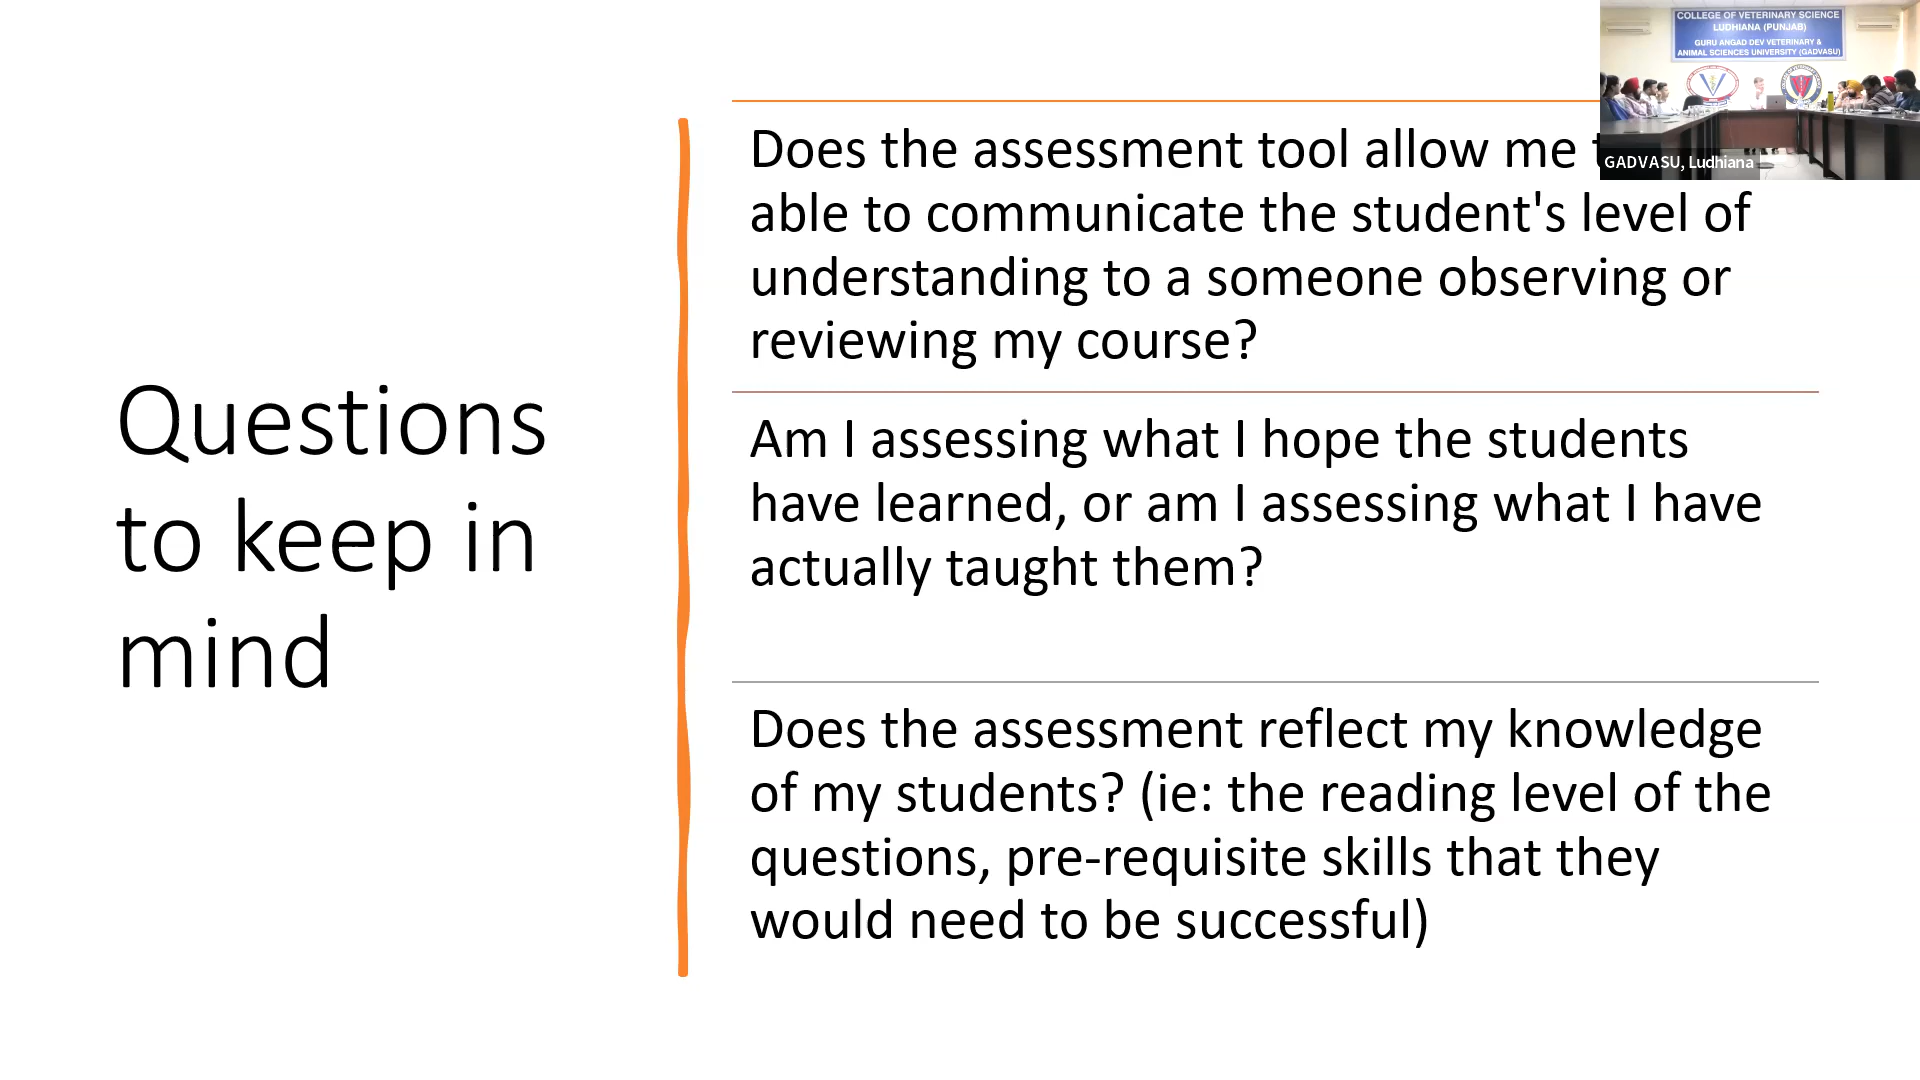 Questions
to keep in
mind
Does the assessment tool allow me
able to communicate the student's level of
understanding to a someone observing or
reviewing my course?
Am I assessing what I hope the students
have learned, or am I assessing what I have
actually taught them?
Does the assessment reflect my knowledge
of my students? (ie: the reading level of the
questions, pre-requisite skills that they
would need to be successful)
COLLEGE OF VETERINARY SCIENCE
LUDHIANA (PUNJAB)
GURU ANGAD DEV VETERINARY &
ANIMAL SCIENCES UNIVERSITY (GADVASU)
GADVASU, Ludhiana